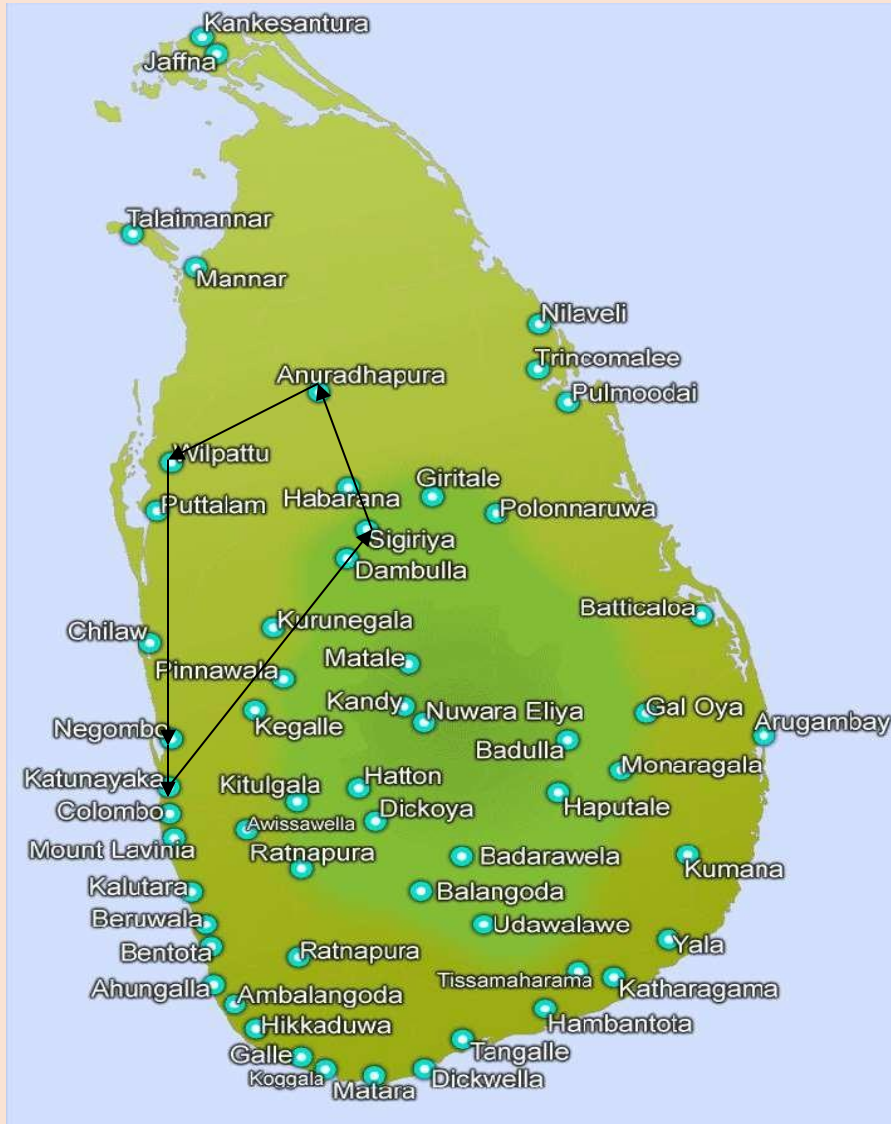 Kankesantura
Jaffna
Talaimannar
Mannar
Nilaveli
Trincomalee
Anuradhapura
Pulmoodai
Wilpattu
Giritale
Habarana
Puttalam
Polonnaruwa
Sigiriya
Dambulla
Batticaloa
Kurunegala
Chilaw
Matale
Pinnawala
Kandy
Gal Oya
Nuwara Eliya
Kegalle
Arugambay
Negombo
Badulla
Monaragala
Katunayaka
Hatton
Kitulgala
Haputale
Dickoya
Colombo
Awissawella
Mount Lavinia
Ratnapura
Badarawela
Kumana
Kalutara
Balangoda
Beruwala
Udawalawe
Yala
Bentota
Ratnapura
Tissamaharama
Ahungalla
Katharagama
Ambalangoda
Hikkaduwa
Hambantota
Galle
Tangalle
Koggala
Dickwella
Matara